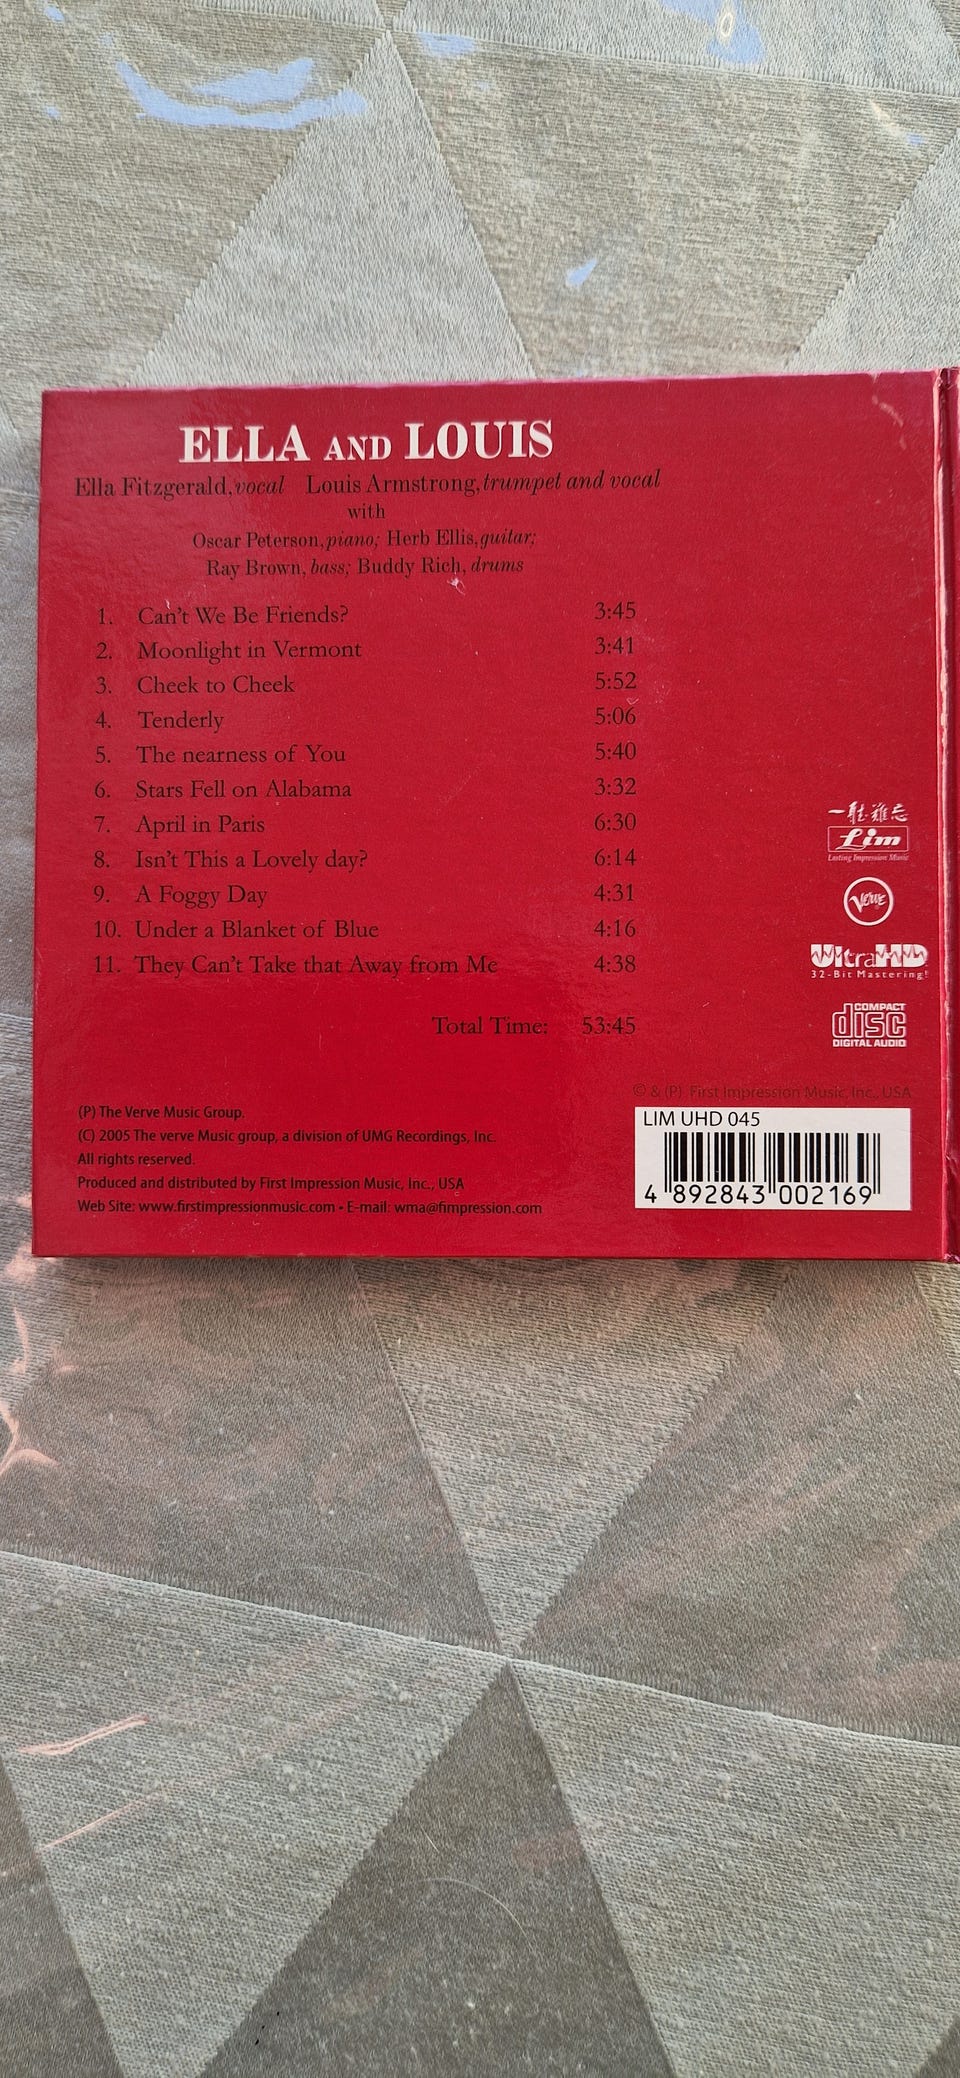 ELLA AND LOUIS
Ella Fitzgerald, vocal Louis Armstrong, trumpet and vocal
with
Oscar Peterson, piano; Herb Ellis, guitar;
Ray Brown, bass; Buddy Rich, drums
1. Can't We Be Friends? 3:45
2. Moonlight in Vermont 3:41
3. Cheek to Cheek 5:52
4. Tenderly 5:06
5. The nearness of You 5:40
6. Stars Fell on Alabama 3:32
7. April in Paris 6:30
8. Isn't This a Lovely day? 6:14
9. A Foggy Day 4:31
10. Under a Blanket of Blue 4:16
11. They Can't Take that Away from Me 4:38
Total Time: 53:45
一聽難忘
Lim
Lasting Impression Music
Verve
UltraHD
32-Bit Mastering!
COMPACT
disc
DIGITAL AUDIO
© & (P) First Impression Music, Inc., USA
LIM UHD 045
4 892843 002169
(P) The Verve Music Group.
(C) 2005 The verve Music group, a division of UMG Recordings, Inc.
All rights reserved.
Produced and distributed by First Impression Music, Inc., USA
Web Site: www.firstimpressionmusic.com • E-mail: wma@fimpression.com